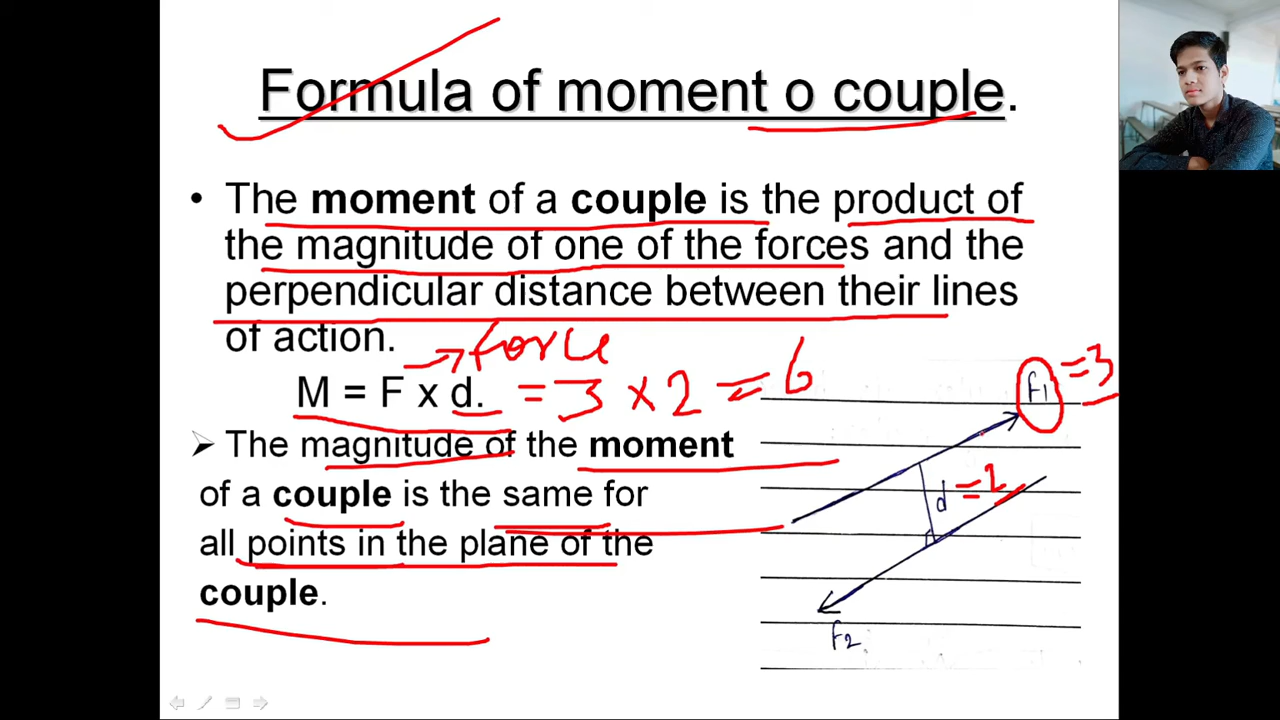 Formula of moment o couple.
• The moment of a couple is the product of
the magnitude of one of the forces and the
perpendicular distance between their lines
of action.
→ force
M = F x d. = 3 x 2 = 6
➢ The magnitude of the moment
of a couple is the same for
all points in the plane of the
couple.
F1 = 3
d = 2
F2